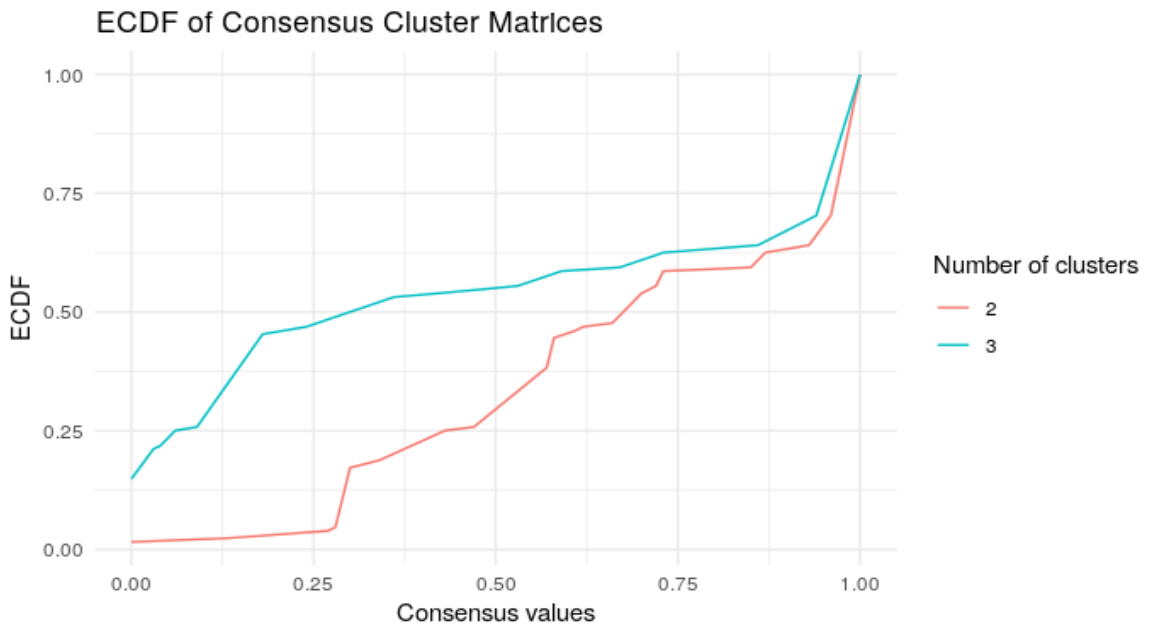 ECDF of Consensus Cluster Matrices
1.00
0.75
0.50
0.25
0.00
ECDF
0.00 0.25 0.50 0.75 1.00
Consensus values
Number of clusters
2
3